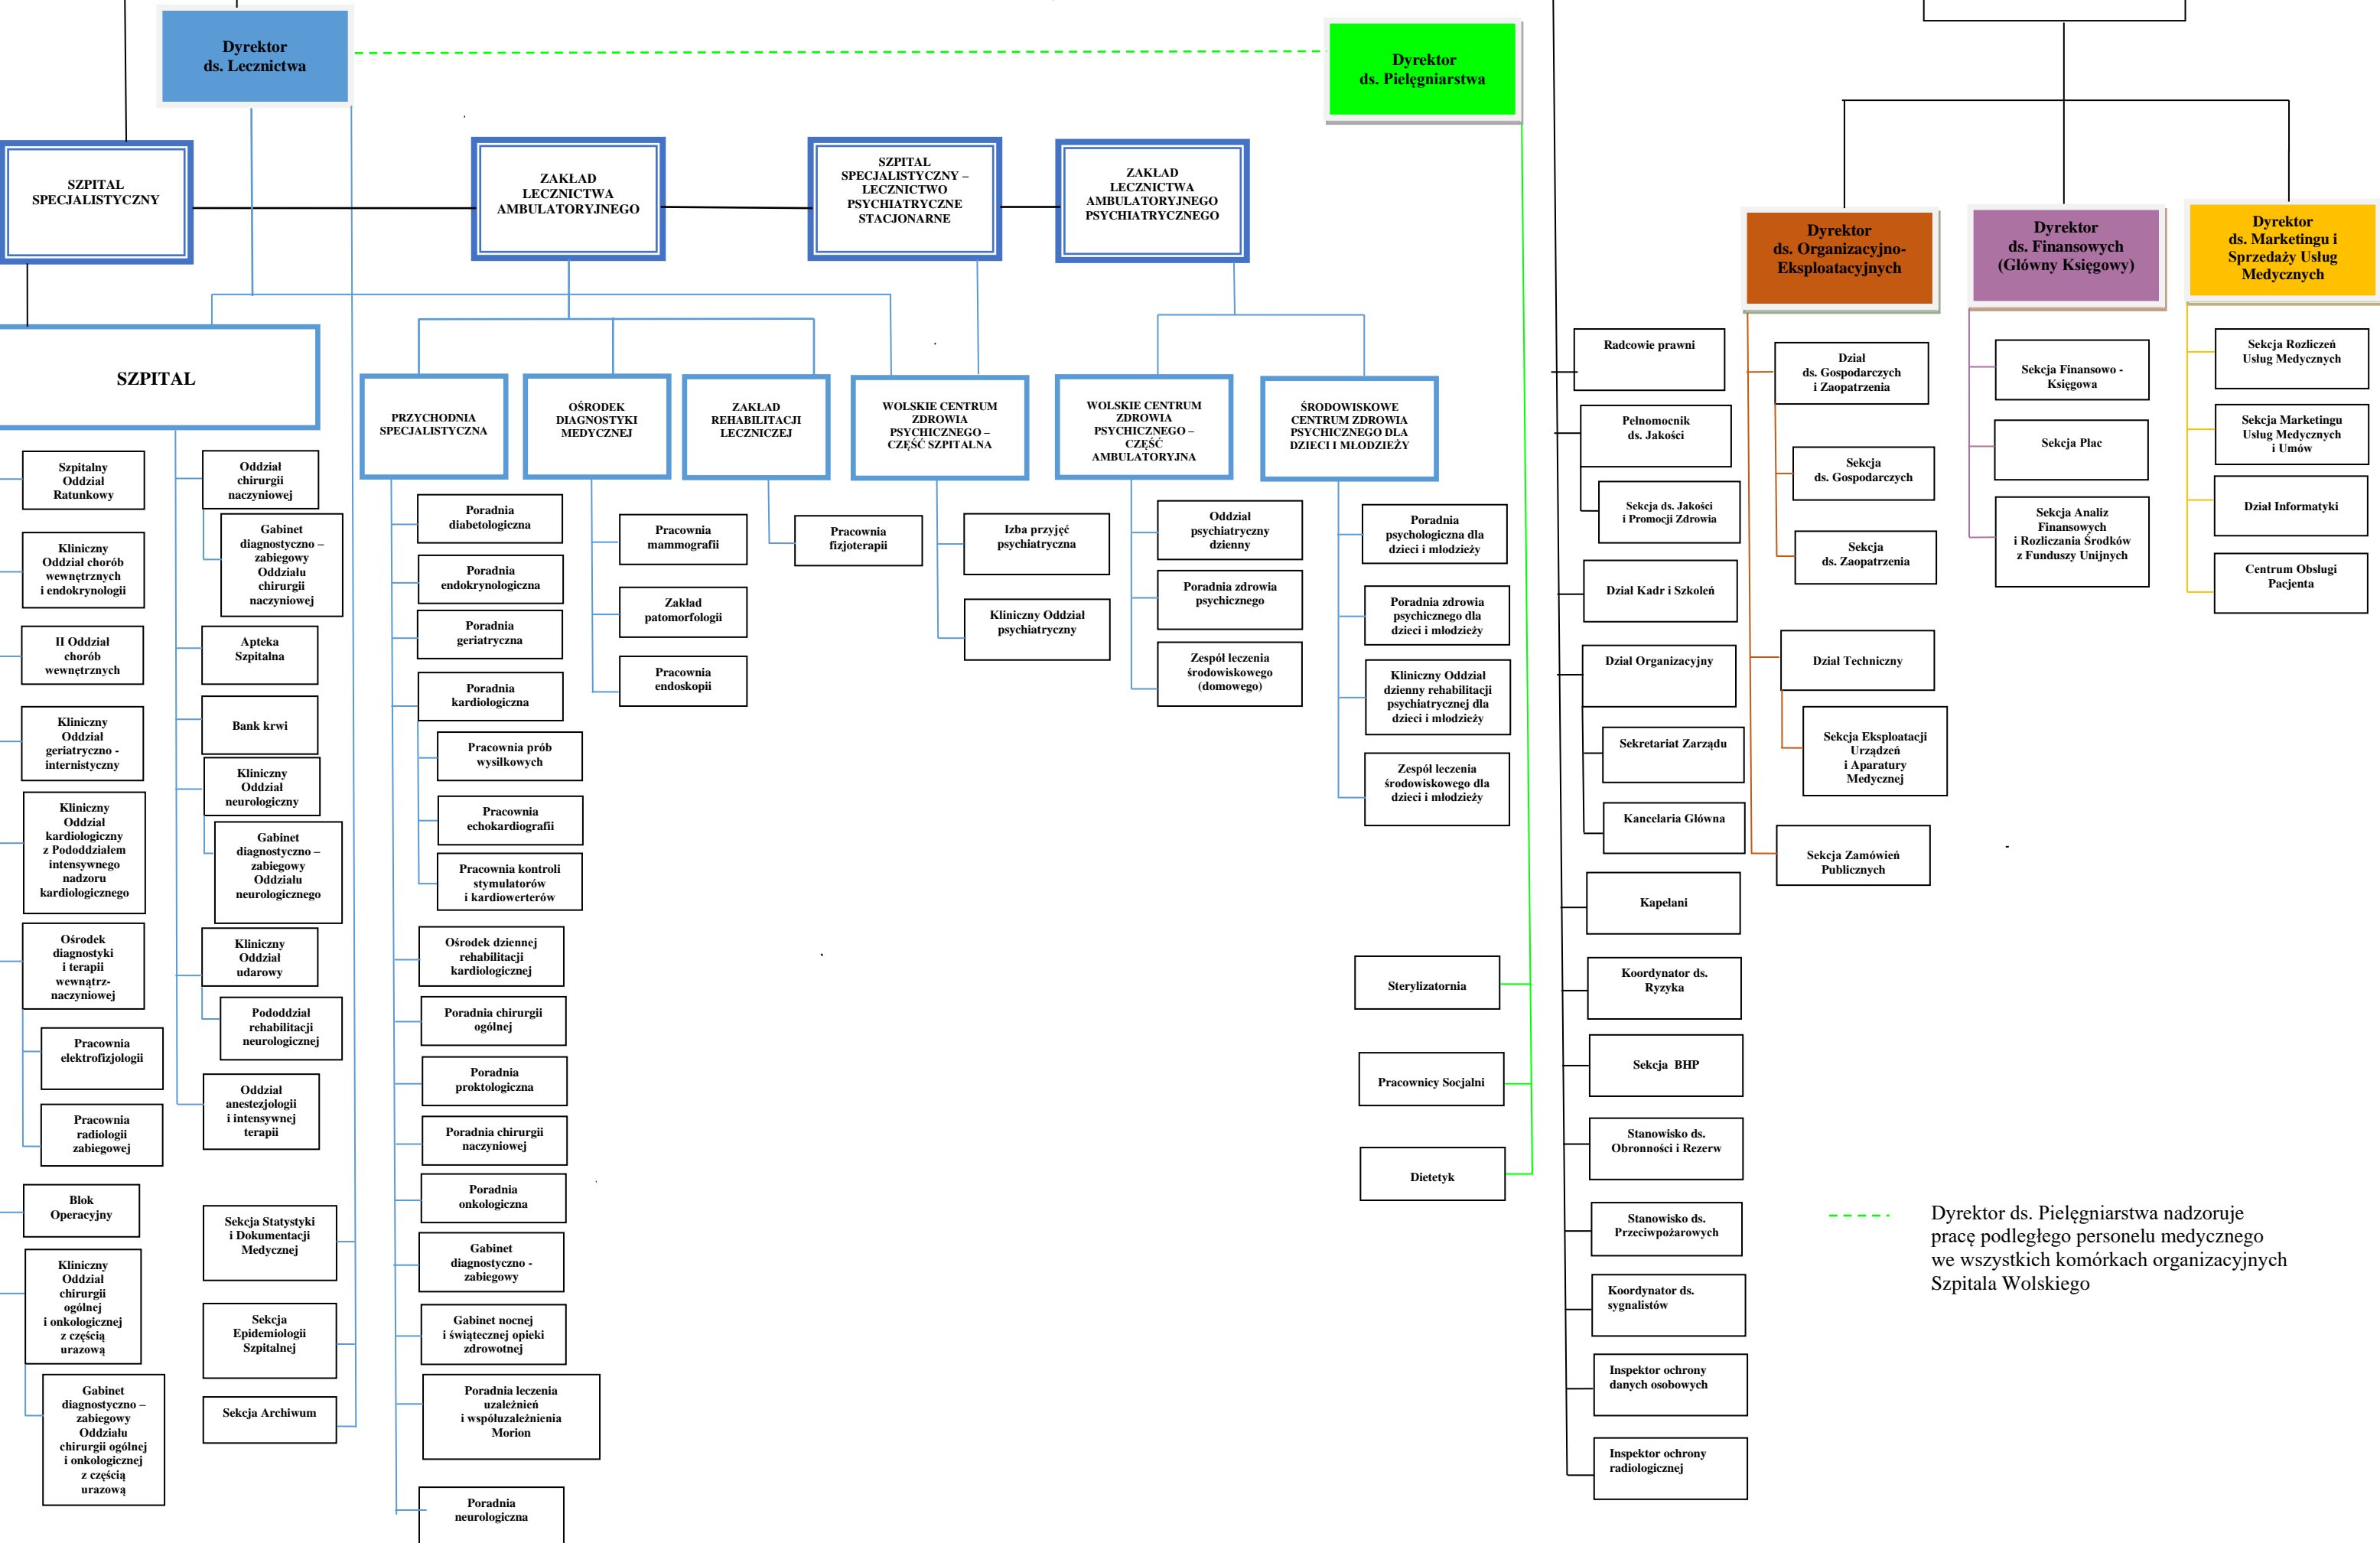 Dyrektor
ds. Lecznictwa
Dyrektor
ds. Pielęgniarstwa
SZPITAL
SPECJALISTYCZNY
ZAKŁAD
LECZNICTWA
AMBULATORYJNEGO
SZPITAL
SPECJALISTYCZNY –
LECZNICTWO
PSYCHIATRYCZNE
STACJONARNE
ZAKŁAD
LECZNICTWA
AMBULATORYJNEGO
PSYCHIATRYCZNEGO
Dyrektor
ds. Organizacyjno-
Eksploatacyjnych
Dyrektor
ds. Finansowych
(Główny Księgowy)
Dyrektor
ds. Marketingu i
Sprzedaży Usług
Medycznych
SZPITAL
PRZYCHODNIA
SPECJALISTYCZNA
OŚRODEK
DIAGNOSTYKI
MEDYCZNEJ
ZAKŁAD
REHABILITACJI
LECZNICZEJ
WOLSKIE CENTRUM
ZDROWIA
PSYCHICZNEGO –
CZĘŚĆ SZPITALNA
WOLSKIE CENTRUM
ZDROWIA
PSYCHICZNEGO –
CZĘŚĆ
AMBULATORYJNA
ŚRODOWISKOWE
CENTRUM ZDROWIA
PSYCHICZNEGO DLA
DZIECI I MŁODZIEŻY
Szpitalny
Oddział
Ratunkowy
Kliniczny
Oddział chorób
wewnętrznych
i endokrynologii
II Oddział
chorób
wewnętrznych
Kliniczny
Oddział
geriatryczno -
internistyczny
Kliniczny
Oddział
kardiologiczny
z Pododdziałem
intensywnego
nadzoru
kardiologicznego
Ośrodek
diagnostyki
i terapii
wewnątrz-
naczyniowej
Pracownia
elektrofizjologii
Pracownia
radiologii
zabiegowej
Blok
Operacyjny
Kliniczny
Oddział
chirurgii
ogólnej
i onkologicznej
z częścią
urazową
Gabinet
diagnostyczno –
zabiegowy
Oddziału
chirurgii ogólnej
i onkologicznej
z częścią
urazową
Oddział
chirurgii
naczyniowej
Gabinet
diagnostyczno –
zabiegowy
Oddziału
chirurgii
naczyniowej
Apteka
Szpitalna
Bank krwi
Kliniczny
Oddział
neurologiczny
Gabinet
diagnostyczno –
zabiegowy
Oddziału
neurologicznego
Kliniczny
Oddział
udarowy
Pododdział
rehabilitacji
neurologicznej
Oddział
anestezjologii
i intensywnej
terapii
Sekcja Statystyki
i Dokumentacji
Medycznej
Sekcja
Epidemiologii
Szpitalnej
Sekcja Archiwum
Poradnia
diabetologiczna
Poradnia
endokrynologiczna
Poradnia
geriatryczna
Poradnia
kardiologiczna
Pracownia prób
wysiłkowych
Pracownia
echokardiografii
Pracownia kontroli
stymulatorów
i kardiowerterów
Ośrodek dziennej
rehabilitacji
kardiologicznej
Poradnia chirurgii
ogólnej
Poradnia
proktologiczna
Poradnia chirurgii
naczyniowej
Poradnia
onkologiczna
Gabinet
diagnostyczno -
zabiegowy
Gabinet nocnej
i świątecznej opieki
zdrowotnej
Poradnia leczenia
uzależnień
i współuzależnienia
Morion
Poradnia
neurologiczna
Pracownia
mammografii
Zakład
patomorfologii
Pracownia
endoskopii
Pracownia
fizjoterapii
Izba przyjęć
psychiatryczna
Kliniczny Oddział
psychiatryczny
Oddział
psychiatryczny
dzienny
Poradnia zdrowia
psychicznego
Zespół leczenia
środowiskowego
(domowego)
Poradnia
psychologiczna dla
dzieci i młodzieży
Poradnia zdrowia
psychicznego dla
dzieci i młodzieży
Kliniczny Oddział
dzienny rehabilitacji
psychiatrycznej dla
dzieci i młodzieży
Zespół leczenia
środowiskowego dla
dzieci i młodzieży
Sterylizatornia
Pracownicy Socjalni
Dietetyk
Radcowie prawni
Pełnomocnik
ds. Jakości
Sekcja ds. Jakości
i Promocji Zdrowia
Dział Kadr i Szkoleń
Dział Organizacyjny
Sekretariat Zarządu
Kancelaria Główna
Kapelani
Koordynator ds.
Ryzyka
Sekcja BHP
Stanowisko ds.
Obronności i Rezerw
Stanowisko ds.
Przeciwpożarowych
Koordynator ds.
sygnalistów
Inspektor ochrony
danych osobowych
Inspektor ochrony
radiologicznej
Dział
ds. Gospodarczych
i Zaopatrzenia
Sekcja
ds. Gospodarczych
Sekcja
ds. Zaopatrzenia
Dział Techniczny
Sekcja Eksploatacji
Urządzeń
i Aparatury
Medycznej
Sekcja Zamówień
Publicznych
Sekcja Finansowo -
Księgowa
Sekcja Płac
Sekcja Analiz
Finansowych
i Rozliczania Środków
z Funduszy Unijnych
Sekcja Rozliczeń
Usług Medycznych
Sekcja Marketingu
Usług Medycznych
i Umów
Dział Informatyki
Centrum Obsługi
Pacjenta
Dyrektor ds. Pielęgniarstwa nadzoruje
pracę podległego personelu medycznego
we wszystkich komórkach organizacyjnych
Szpitala Wolskiego